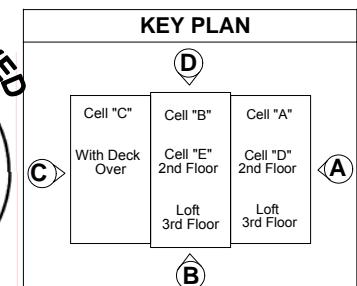 KEY PLAN
D
Cell "C"
With Deck
Over
Cell "B"
Cell "E"
2nd Floor
Loft
3rd Floor
Cell "A"
Cell "D"
2nd Floor
Loft
3rd Floor
C
A
B